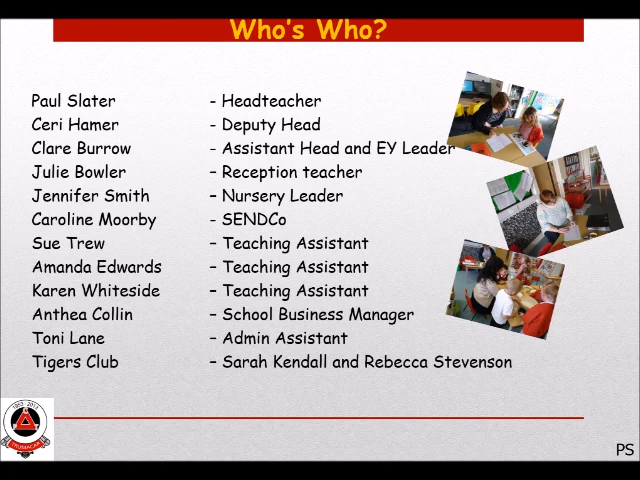 Who's Who?
Paul Slater - Headteacher
Ceri Hamer - Deputy Head
Clare Burrow - Assistant Head and EY Leader
Julie Bowler – Reception teacher
Jennifer Smith – Nursery Leader
Caroline Moorby - SENDCo
Sue Trew – Teaching Assistant
Amanda Edwards – Teaching Assistant
Karen Whiteside – Teaching Assistant
Anthea Collin – School Business Manager
Toni Lane – Admin Assistant
Tigers Club – Sarah Kendall and Rebecca Stevenson
TRUMACAR
PS